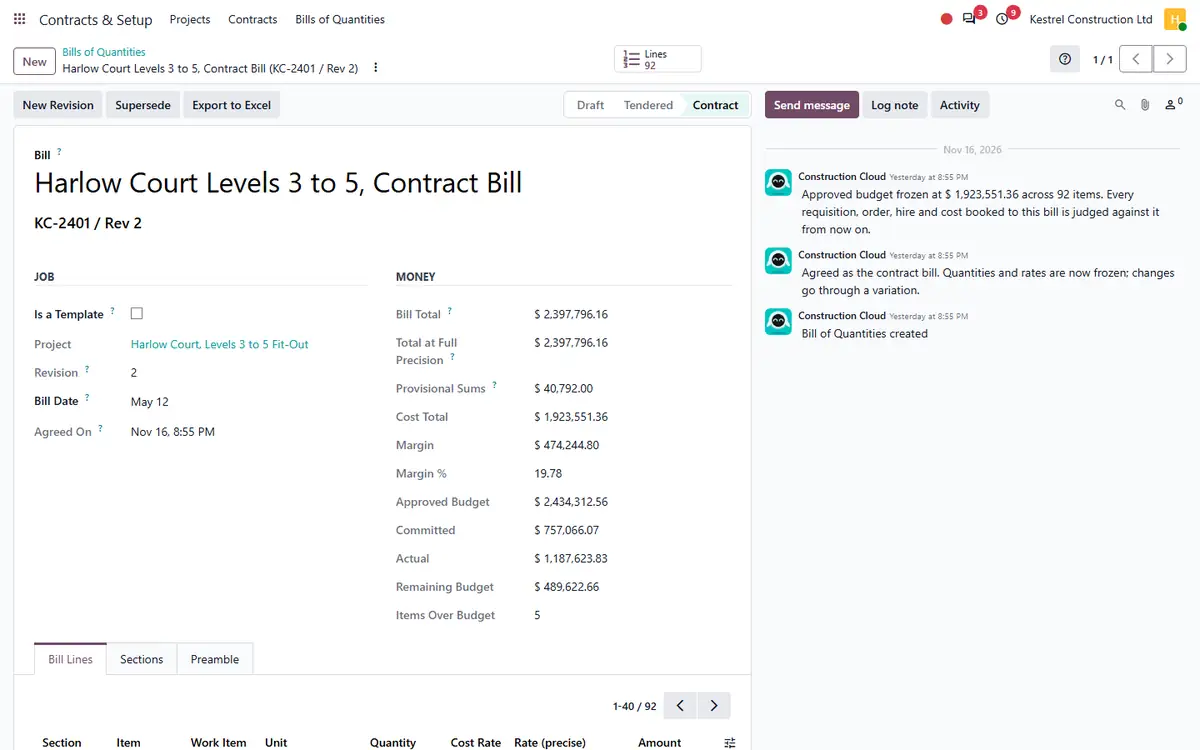 Contracts & Setup Projects Contracts Bills of Quantities 3 9 Kestrel Construction Ltd H
New Bills of Quantities
Harlow Court Levels 3 to 5, Contract Bill (KC-2401 / Rev 2)
Lines
92
1 / 1
New Revision Supersede Export to Excel Draft Tendered Contract Send message Log note Activity 0
Bill ?
Harlow Court Levels 3 to 5, Contract Bill
KC-2401 / Rev 2
JOB
Is a Template ?
Project Harlow Court, Levels 3 to 5 Fit-Out
Revision ? 2
Bill Date ? May 12
Agreed On ? Nov 16, 8:55 PM
MONEY
Bill Total ? $ 2,397,796.16
Total at Full Precision ? $ 2,397,796.16
Provisional Sums ? $ 40,792.00
Cost Total $ 1,923,551.36
Margin $ 474,244.80
Margin % 19.78
Approved Budget $ 2,434,312.56
Committed $ 757,066.07
Actual $ 1,187,623.83
Remaining Budget $ 489,622.66
Items Over Budget 5
Bill Lines Sections Preamble
1-40 / 92
Section Item Work Item Unit Quantity Cost Rate Rate (precise) Amount
Nov 16, 2026
Construction Cloud Yesterday at 8:55 PM
Approved budget frozen at $ 1,923,551.36 across 92 items. Every
requisition, order, hire and cost booked to this bill is judged against it
from now on.
Construction Cloud Yesterday at 8:55 PM
Agreed as the contract bill. Quantities and rates are now frozen; changes
go through a variation.
Construction Cloud Yesterday at 8:55 PM
Bill of Quantities created